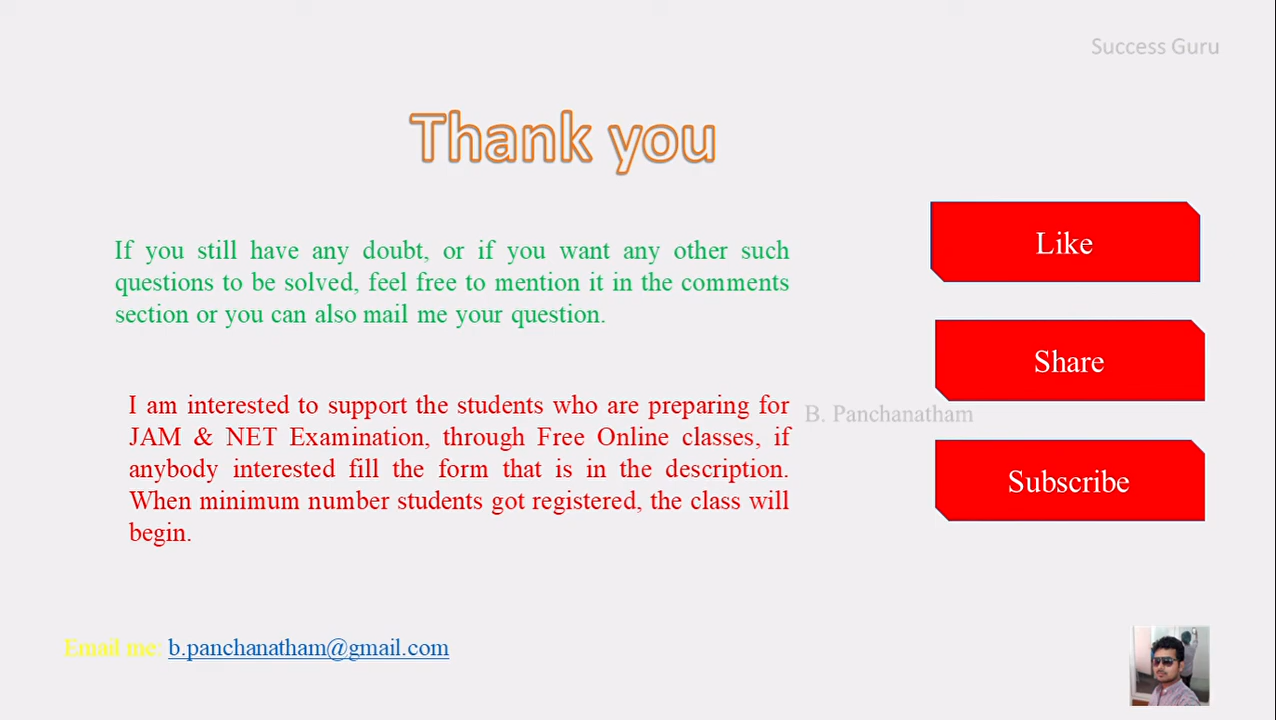 Success Guru
Thank you
If you still have any doubt, or if you want any other such
questions to be solved, feel free to mention it in the comments
section or you can also mail me your question.
Like
Share
I am interested to support the students who are preparing for
JAM & NET Examination, through Free Online classes, if
anybody interested fill the form that is in the description.
When minimum number students got registered, the class will
begin.
B. Panchanatham
Subscribe
Email me: b.panchanatham@gmail.com